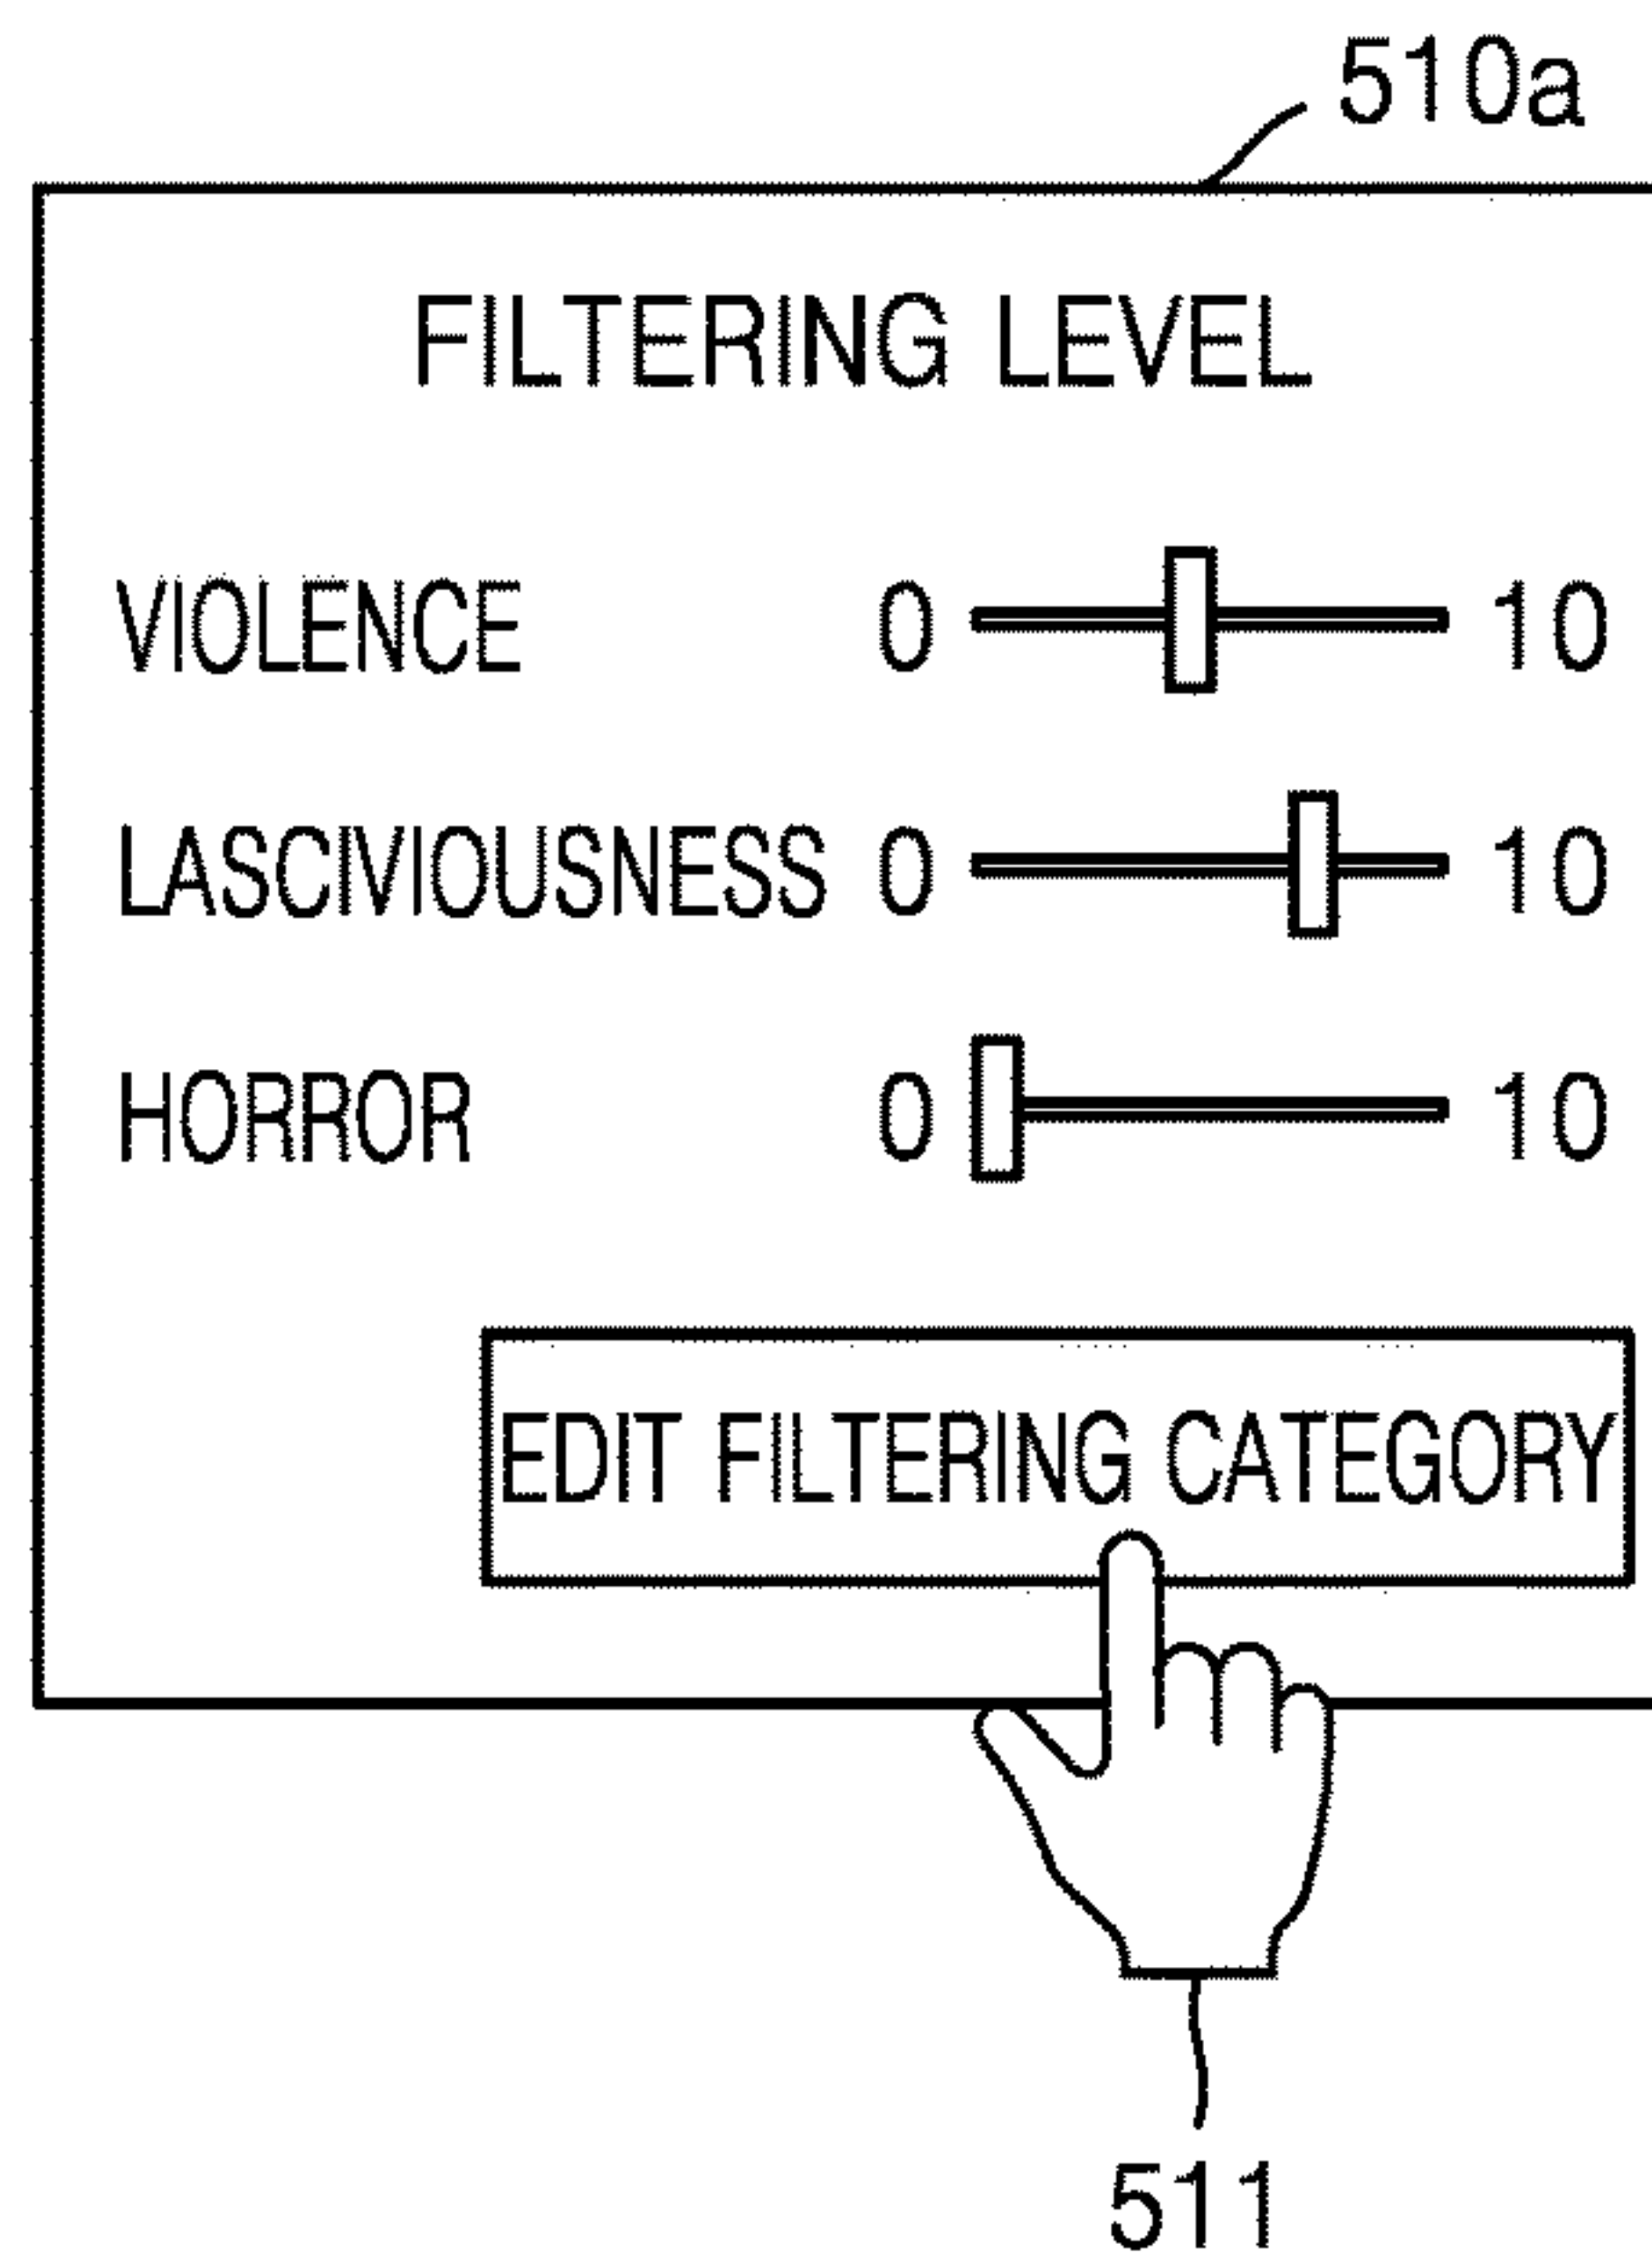 510a
FILTERING LEVEL
VIOLENCE 0 10
LASCIVIOUSNESS 0 10
HORROR 0 10
EDIT FILTERING CATEGORY
511